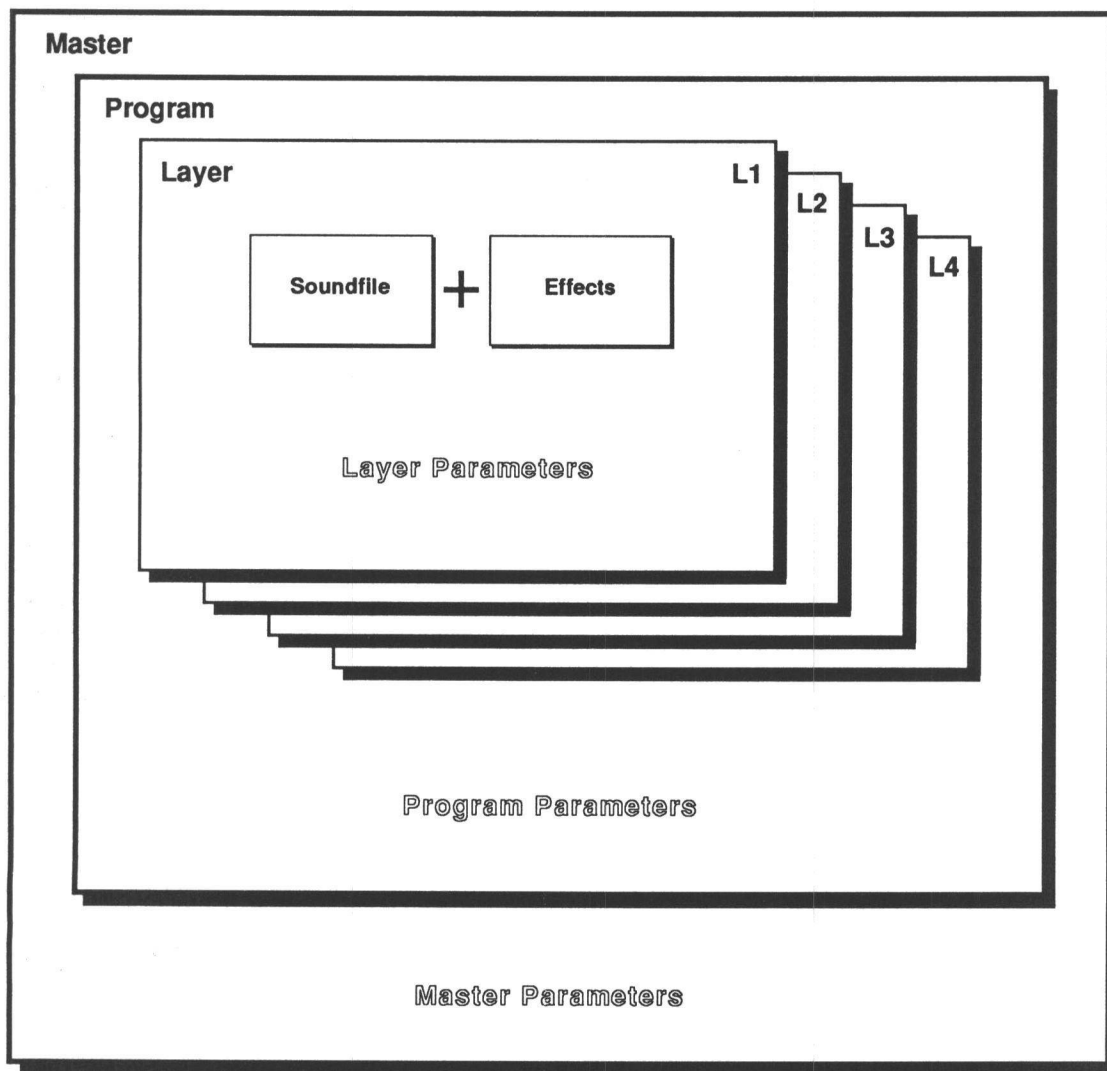 Master
Program
Layer
L1
L2
L3
L4
Soundfile + Effects
Layer Parameters
Program Parameters
Master Parameters